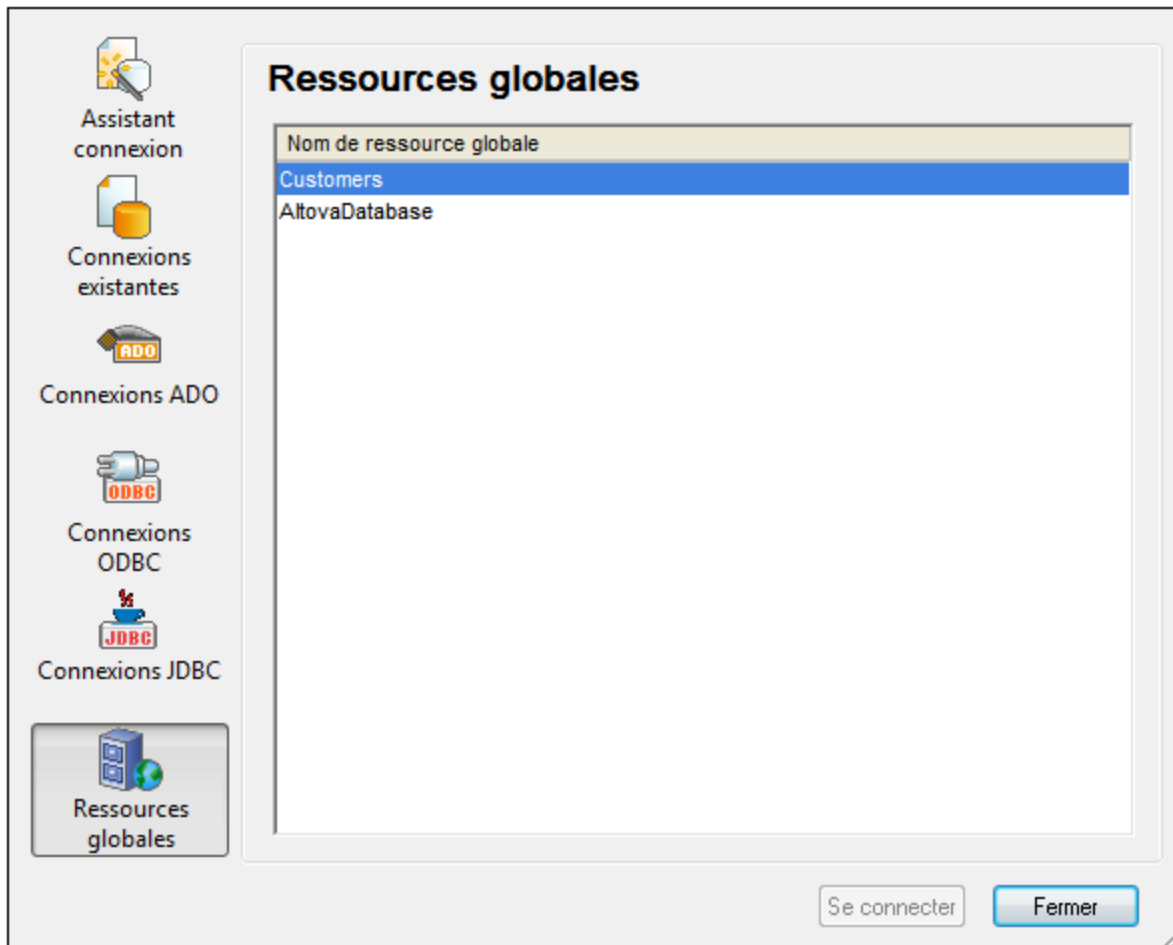 Assistant
connexion
Connexions
existantes
ADO
Connexions ADO
ODBC
Connexions
ODBC
JDBC
Connexions JDBC
Ressources
globales
Ressources globales
Nom de ressource globale
Customers
AltovaDatabase
Se connecter
Fermer